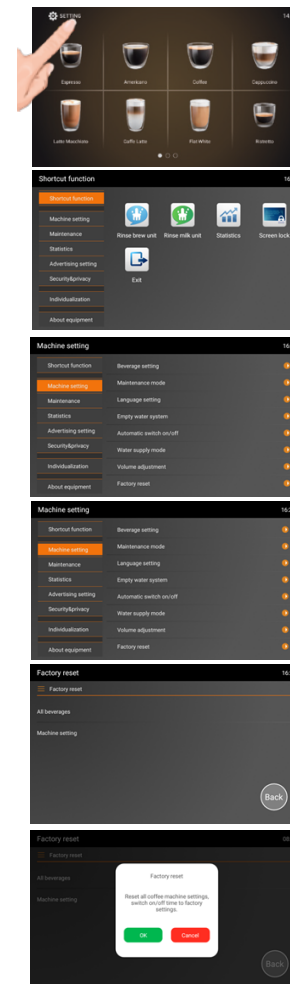 SETTING
14
Espresso
Americano
Coffee
Cappuccino
Latte Macchiato
Caffe Latte
Flat White
Ristretto
Shortcut function
16
Shortcut function
Machine setting
Maintenance
Statistics
Advertising setting
Security&privacy
Individualization
About equipment
Rinse brew unit
Rinse milk unit
Statistics
Screen lock
Exit
Machine setting
16
Shortcut function
Machine setting
Maintenance
Statistics
Advertising setting
Security&privacy
Individualization
About equipment
Beverage setting
Maintenance mode
Language setting
Empty water system
Automatic switch on/off
Water supply mode
Volume adjustment
Factory reset
Machine setting
16:
Shortcut function
Machine setting
Maintenance
Statistics
Advertising setting
Security&privacy
Individualization
About equipment
Beverage setting
Maintenance mode
Language setting
Empty water system
Automatic switch on/off
Water supply mode
Volume adjustment
Factory reset
Factory reset
16:
Factory reset
All beverages
Machine setting
Back
Factory reset
Factory reset
All beverages
Machine setting
Factory reset
Reset all coffee machine settings,
switch on/off time to factory
settings.
OK
Cancel
Back